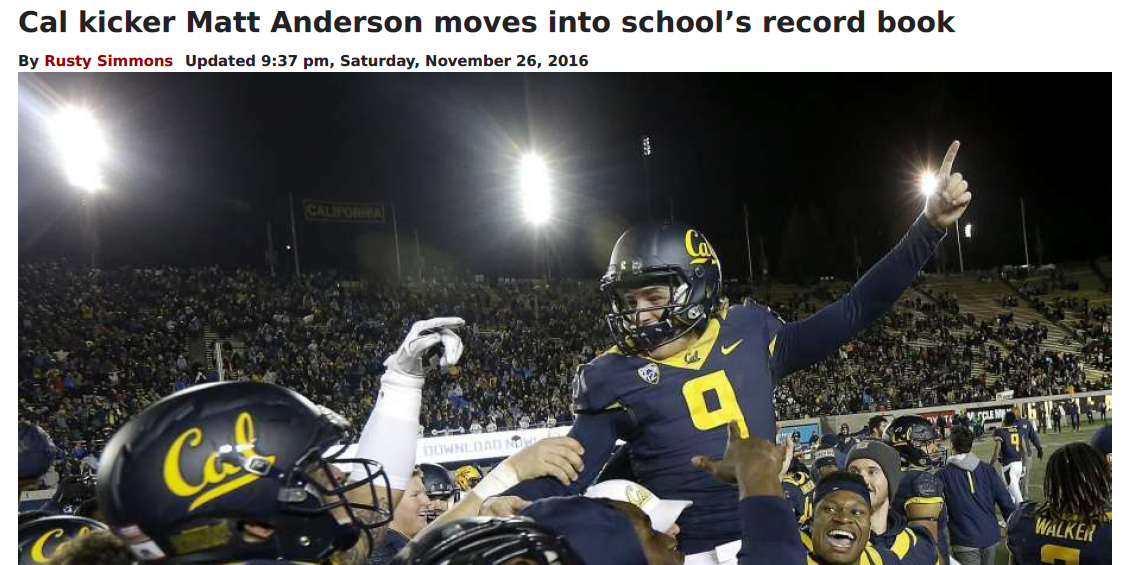 Cal kicker Matt Anderson moves into school’s record book
By Rusty Simmons Updated 9:37 pm, Saturday, November 26, 2016
CALIFORNIA
Cal
Cal
9
DOWNLOAD NOW
Cal
9
WALKER